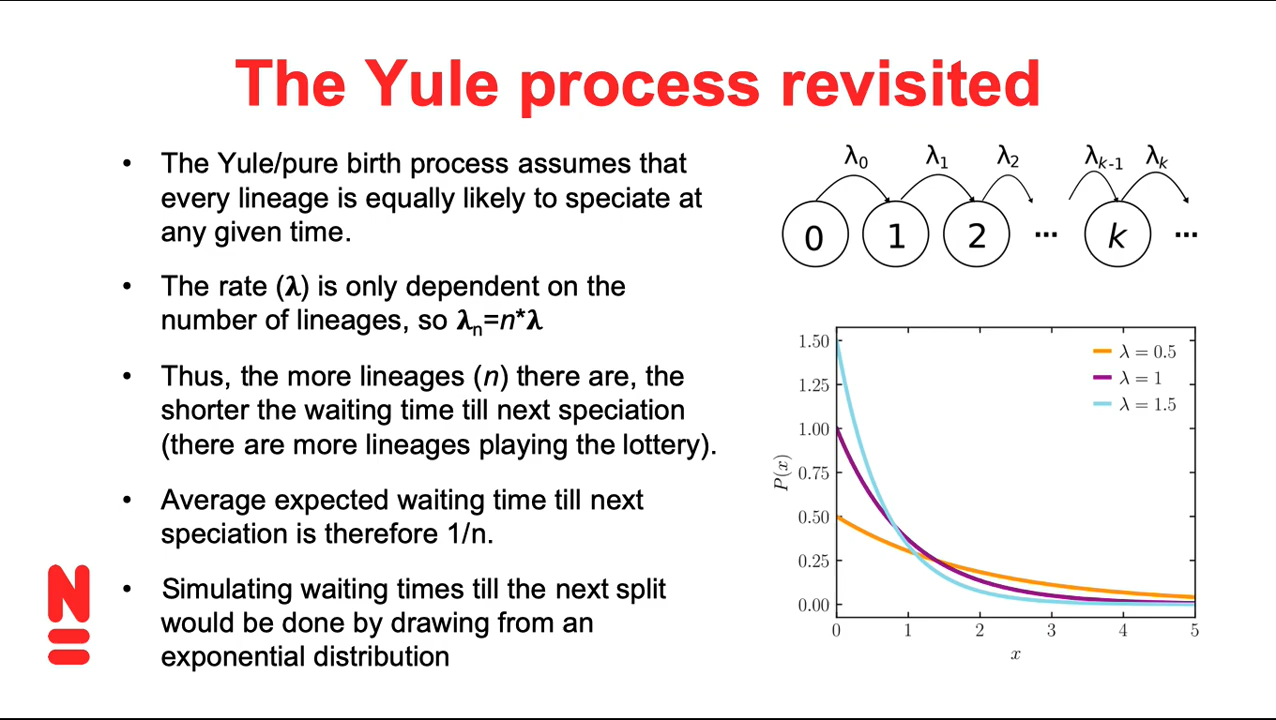 The Yule process revisited
• The Yule/pure birth process assumes that
every lineage is equally likely to speciate at
any given time.
• The rate (λ) is only dependent on the
number of lineages, so λn=n*λ
• Thus, the more lineages (n) there are, the
shorter the waiting time till next speciation
(there are more lineages playing the lottery).
• Average expected waiting time till next
speciation is therefore 1/n.
• Simulating waiting times till the next split
would be done by drawing from an
exponential distribution
λ0 λ1 λ2 λk-1 λk
0 1 2 ... k ...
1.50
1.25
1.00
0.75
0.50
0.25
0.00
P(x)
λ = 0.5
λ = 1
λ = 1.5
0 1 2 3 4 5
x
N